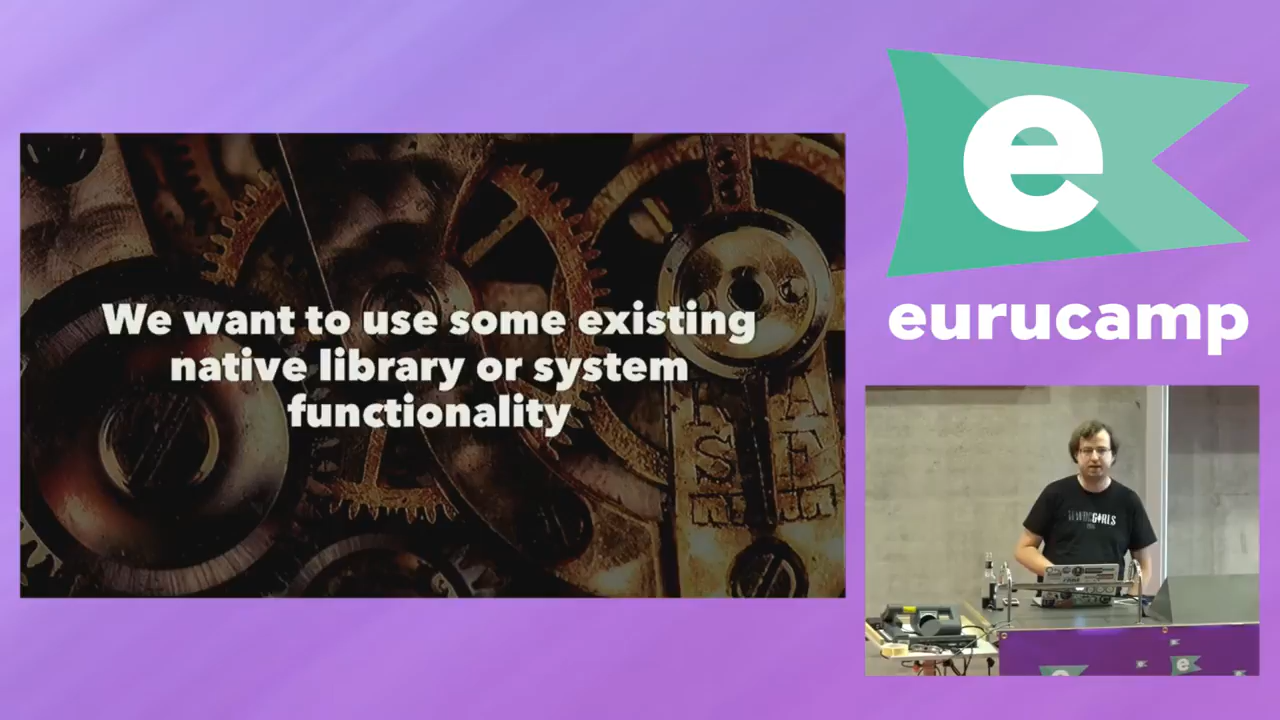 We want to use some existing
native library or system
functionality
e
eurucamp